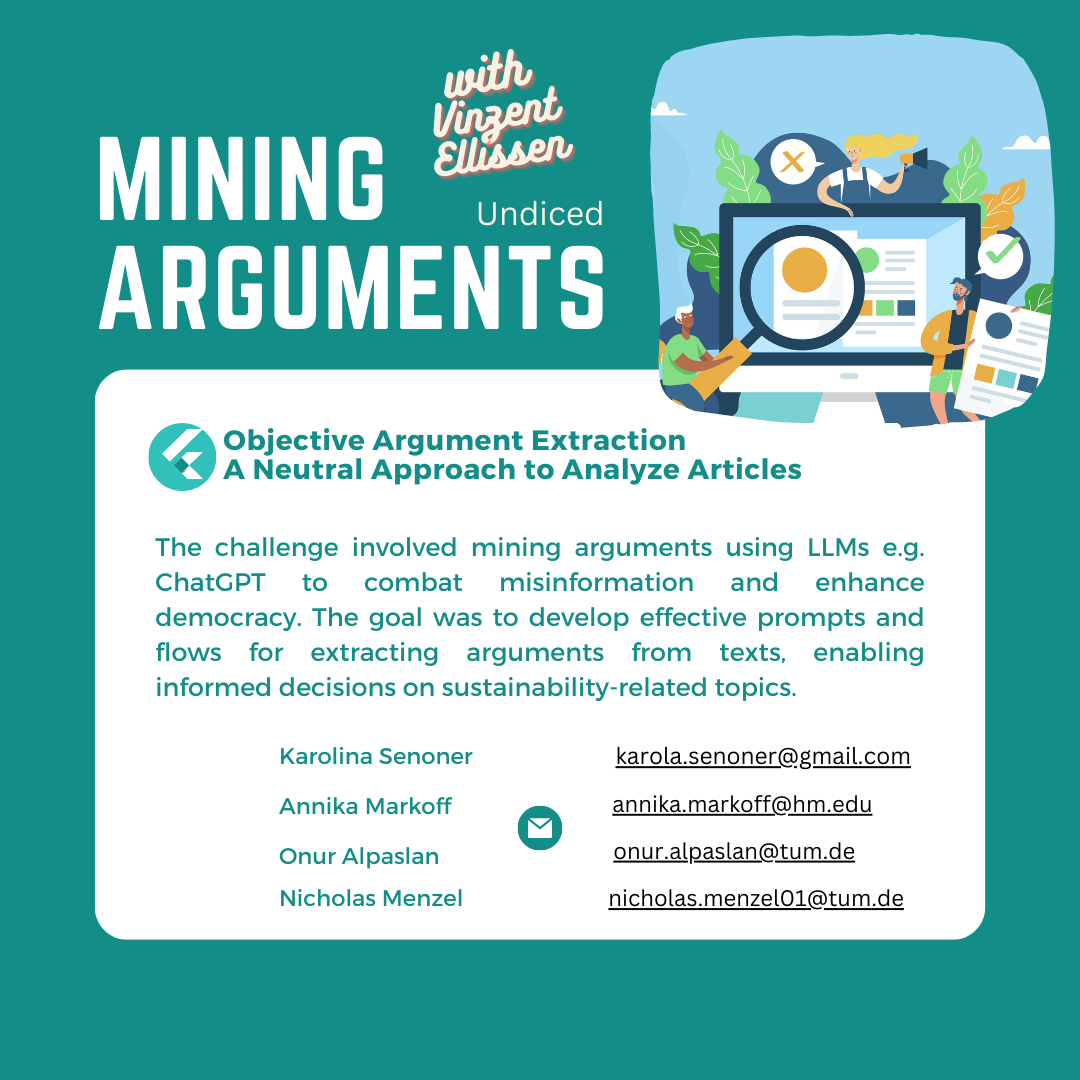 with
Vinzent
Ellissen
MINING
Undiced
ARGUMENTS
Objective Argument Extraction
A Neutral Approach to Analyze Articles
The challenge involved mining arguments using LLMs e.g.
ChatGPT to combat misinformation and enhance
democracy. The goal was to develop effective prompts and
flows for extracting arguments from texts, enabling
informed decisions on sustainability-related topics.
Karolina Senoner karola.senoner@gmail.com
Annika Markoff annika.markoff@hm.edu
Onur Alpaslan onur.alpaslan@tum.de
Nicholas Menzel nicholas.menzel01@tum.de